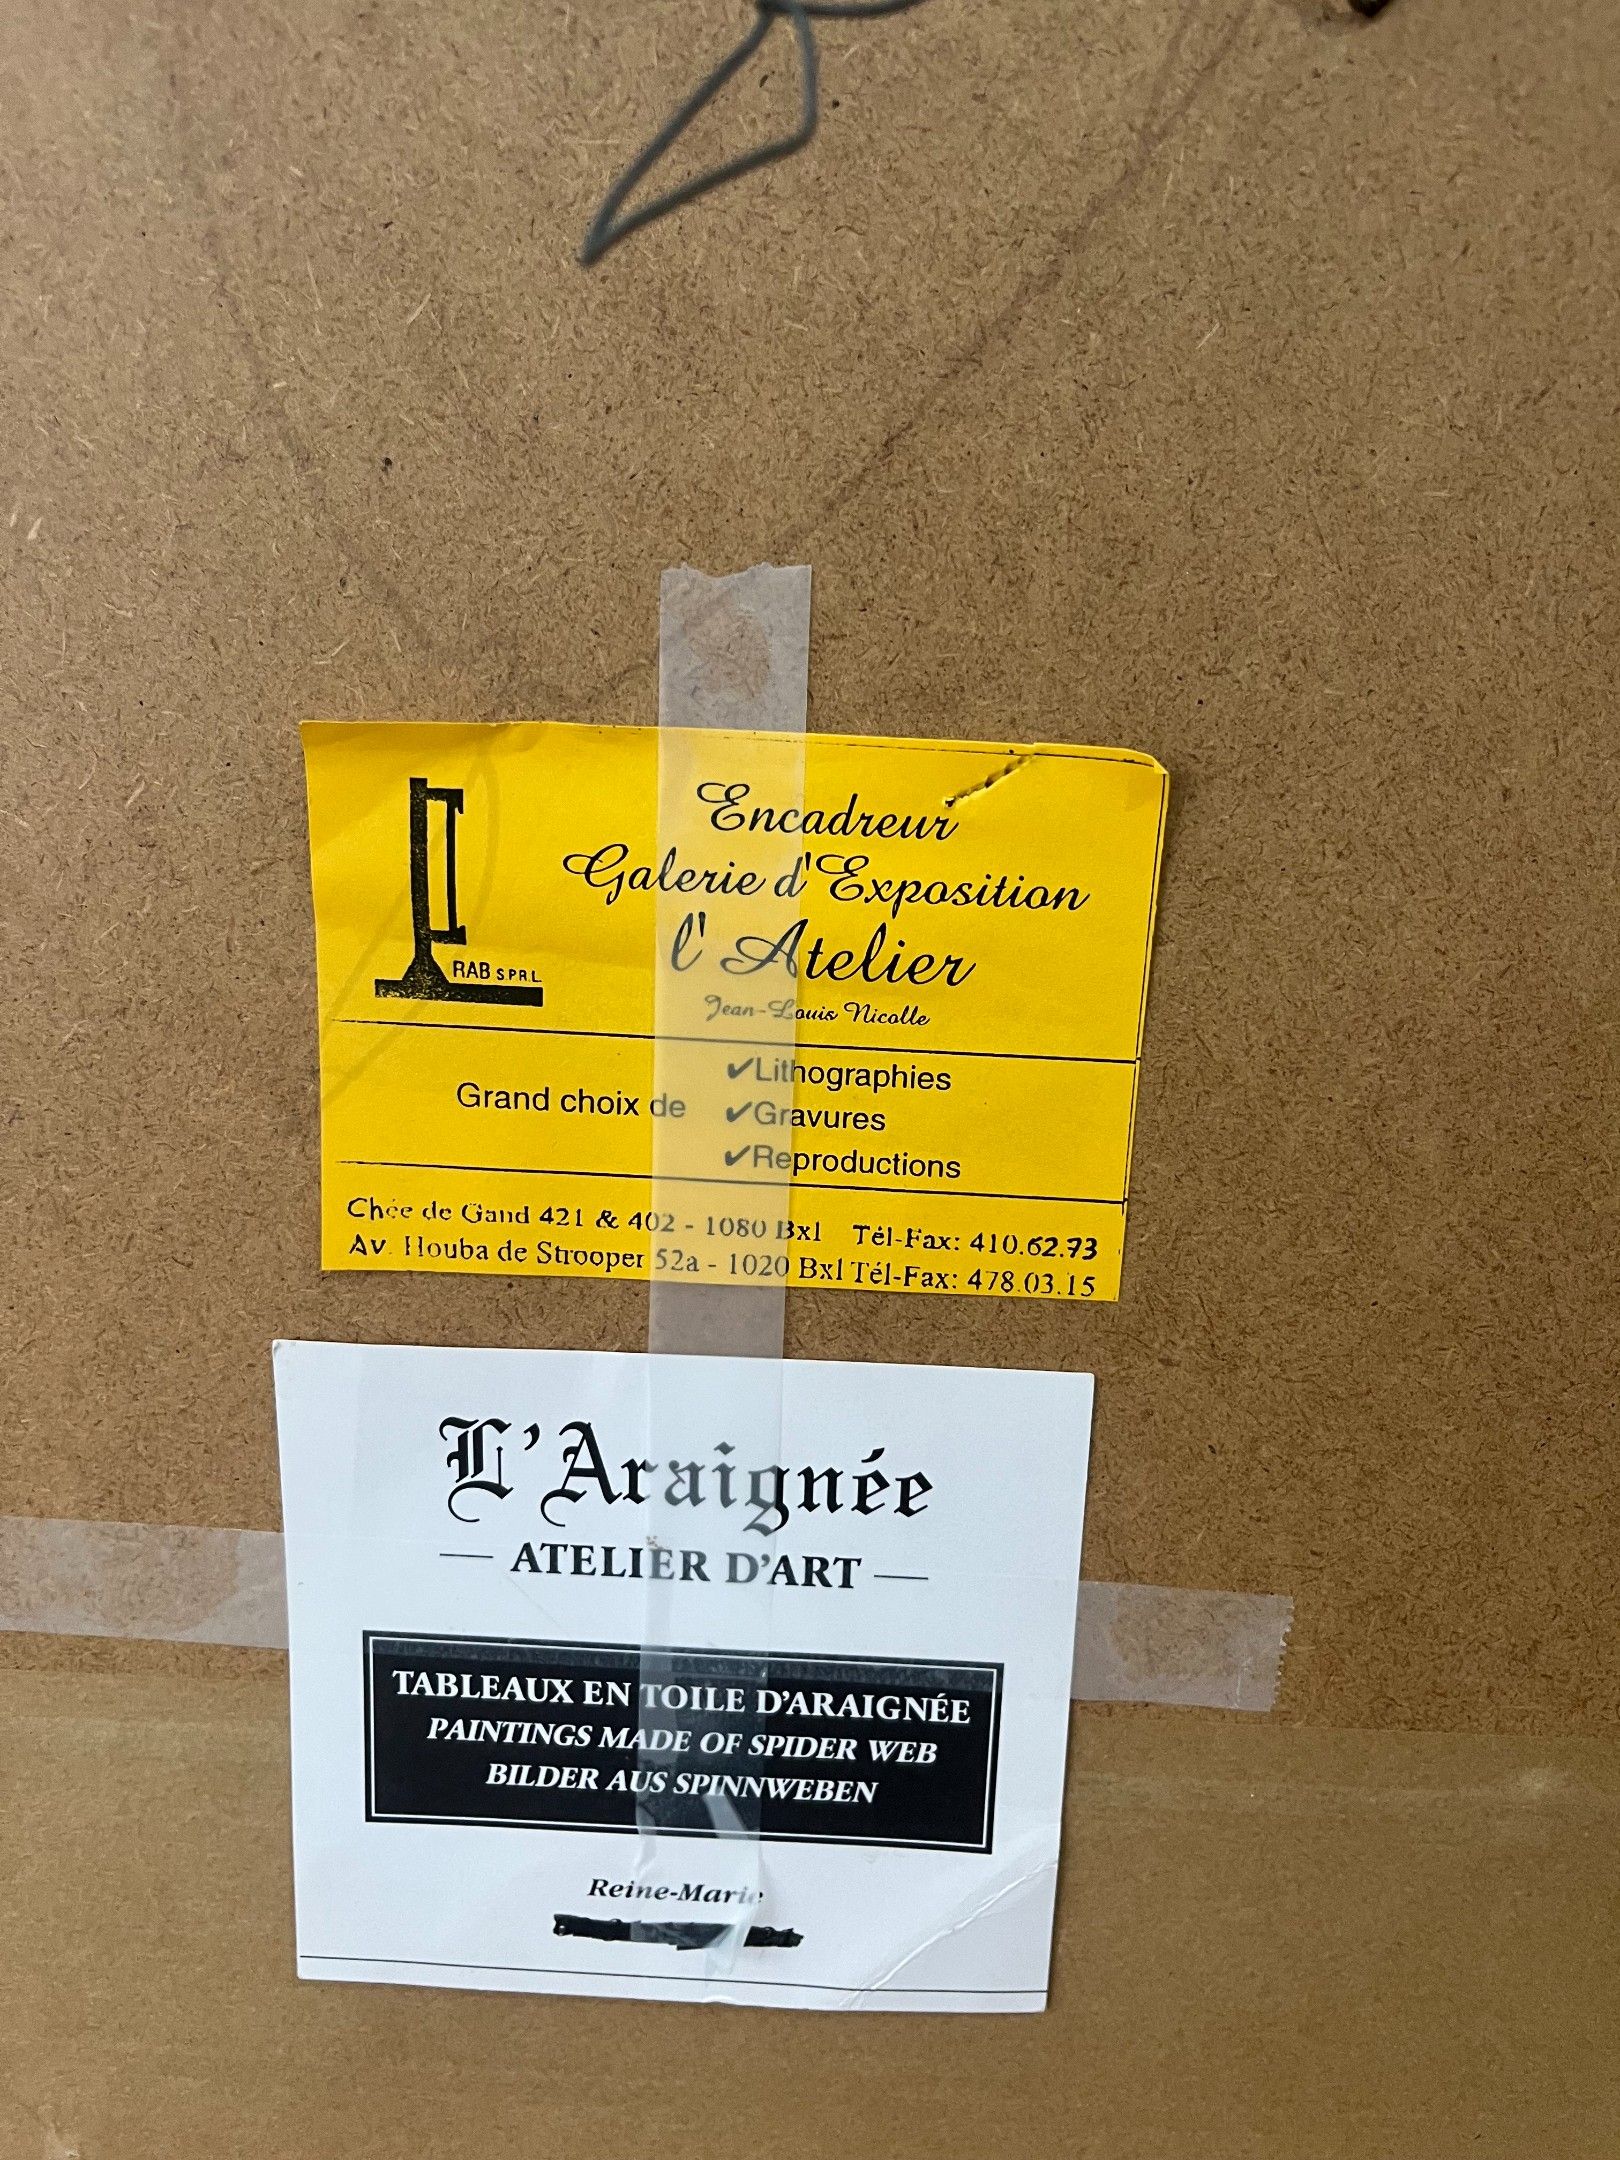 Encadreur
Galerie d'Exposition
l' Atelier
RAB S.P.R.L.
Jean-Louis Nicolle
Grand choix de
✔Lithographies
✔Gravures
✔Reproductions
Chée de Gand 421 & 402 - 1080 Bxl Tél-Fax: 410.62.73
Av. Houba de Strooper 52a - 1020 Bxl Tél-Fax: 478.03.15
L'Araignée
— ATELIER D'ART —
TABLEAUX EN TOILE D'ARAIGNÉE
PAINTINGS MADE OF SPIDER WEB
BILDER AUS SPINNWEBEN
Reine-Marie